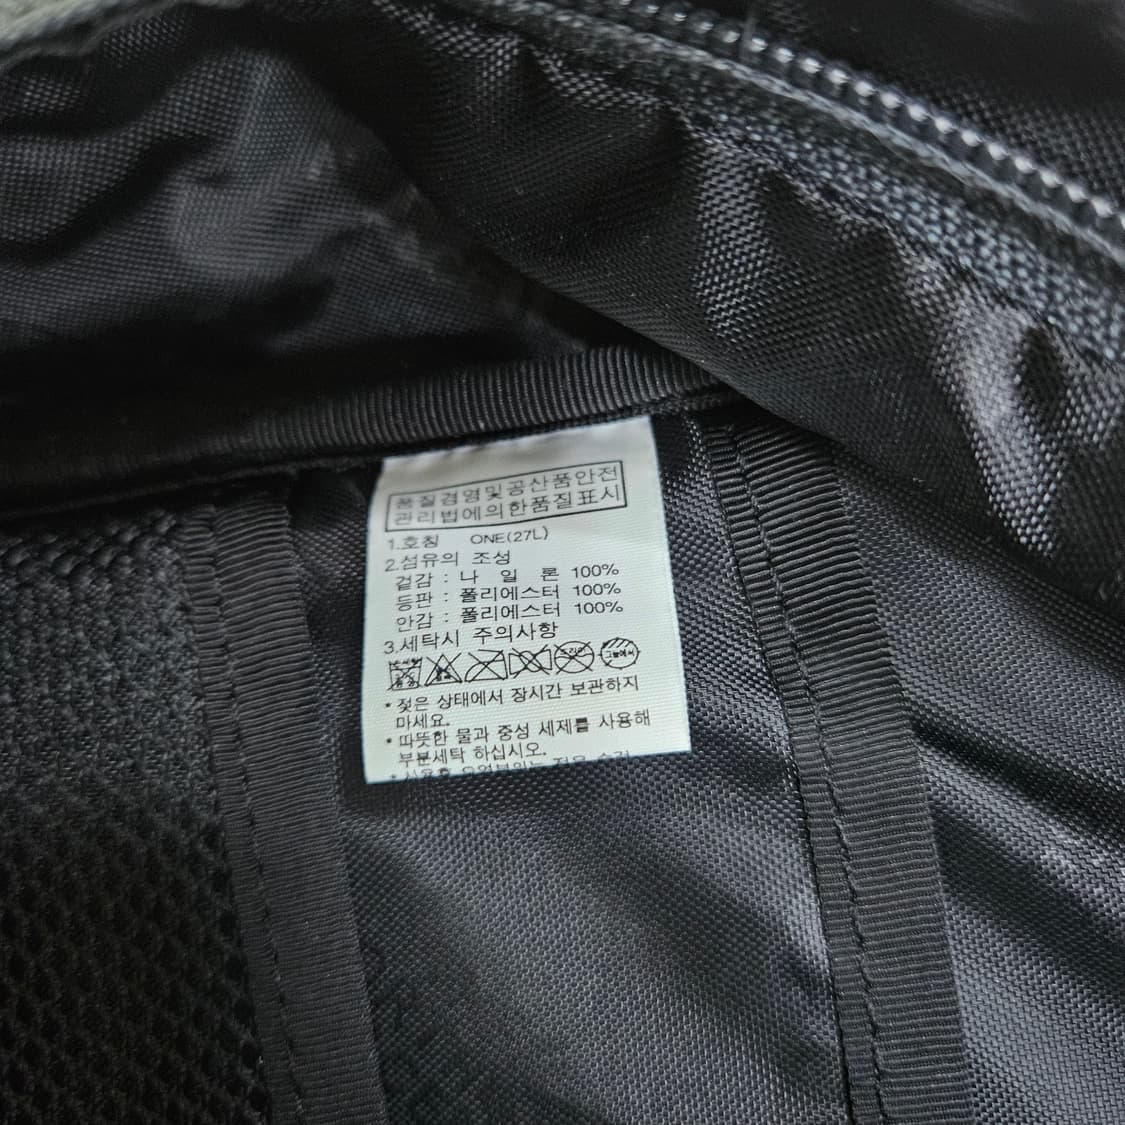 품질경영및공산품안전
관리법에의한품질표시
1.호칭 ONE(27L)
2.섬유의 조성
겉감 : 나 일 론 100%
등판 : 폴리에스터 100%
안감 : 폴리에스터 100%
3.세탁시 주의사항
그늘에서
* 젖은 상태에서 장시간 보관하지
마세요.
* 따뜻한 물과 중성 세제를 사용해
부분세탁 하십시오.